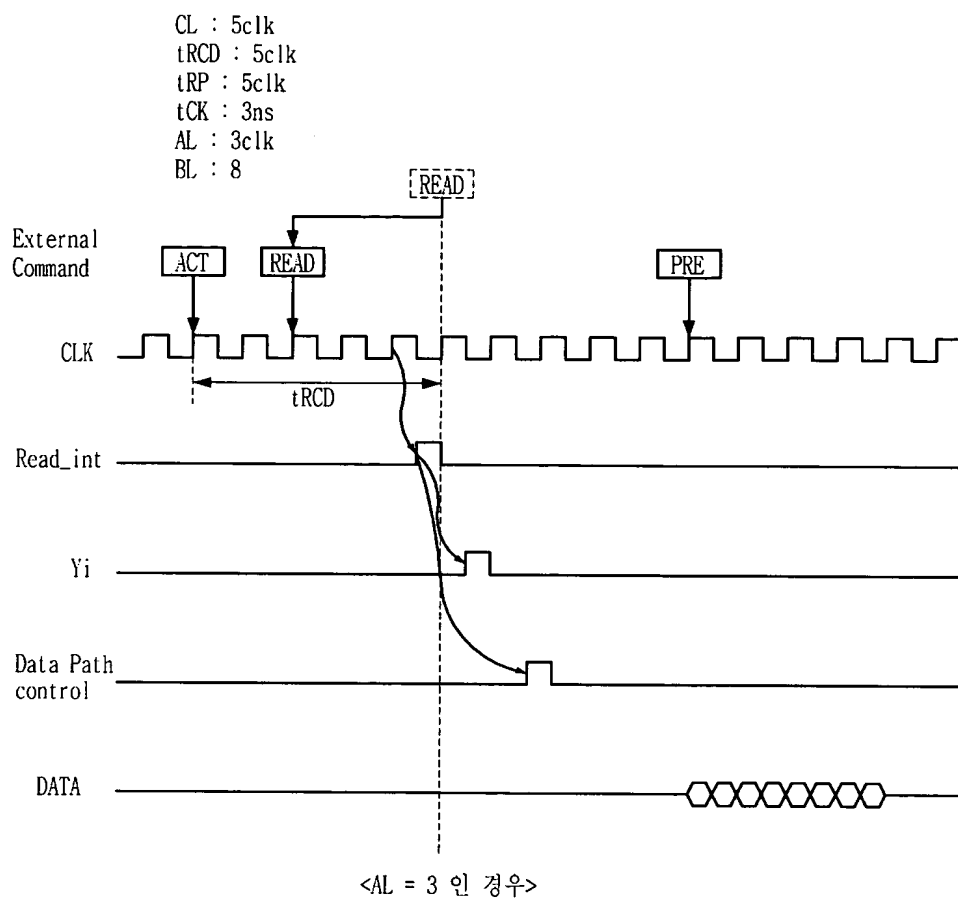 CL : 5clk
tRCD : 5clk
tRP : 5clk
tCK : 3ns
AL : 3clk
BL : 8
READ
External
Command
ACT
READ
PRE
CLK
tRCD
Read_int
Yi
Data Path
control
DATA
<AL = 3 인 경우>